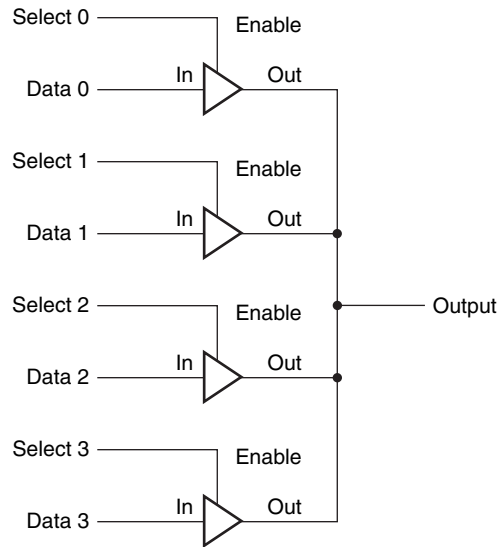 Select 0
Enable
In
Out
Data 0
Select 1
Enable
In
Out
Data 1
Select 2
Enable
Output
In
Out
Data 2
Select 3
Enable
In
Out
Data 3